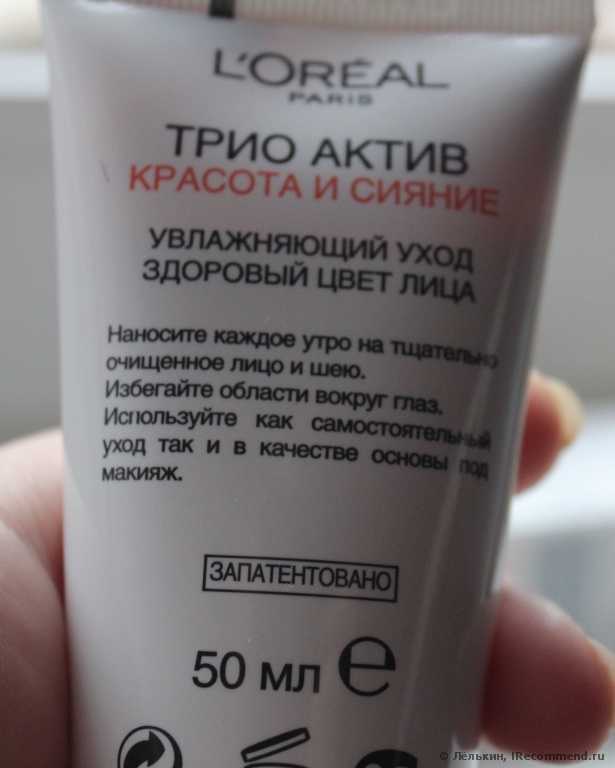 L'ORÉAL
PARIS
ТРИО АКТИВ
КРАСОТА И СИЯНИЕ
УВЛАЖНЯЮЩИЙ УХОД
ЗДОРОВЫЙ ЦВЕТ ЛИЦА
Наносите каждое утро на тщательно
очищенное лицо и шею.
Избегайте области вокруг глаз.
Используйте как самостоятельный
уход так и в качестве основы под
макияж.
ЗАПАТЕНТОВАНО
50 мл e
© Лёлькин, IRecommend.ru